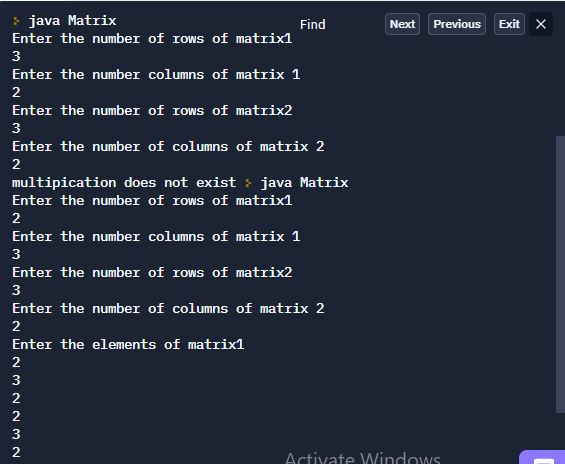 java Matrix
Find Next Previous Exit
Enter the number of rows of matrix1
3
Enter the number columns of matrix 1
2
Enter the number of rows of matrix2
3
Enter the number of columns of matrix 2
2
multipication does not exist java Matrix
Enter the number of rows of matrix1
2
Enter the number columns of matrix 1
3
Enter the number of rows of matrix2
3
Enter the number of columns of matrix 2
2
Enter the elements of matrix1
2
3
2
2
3
2
Activate Windows